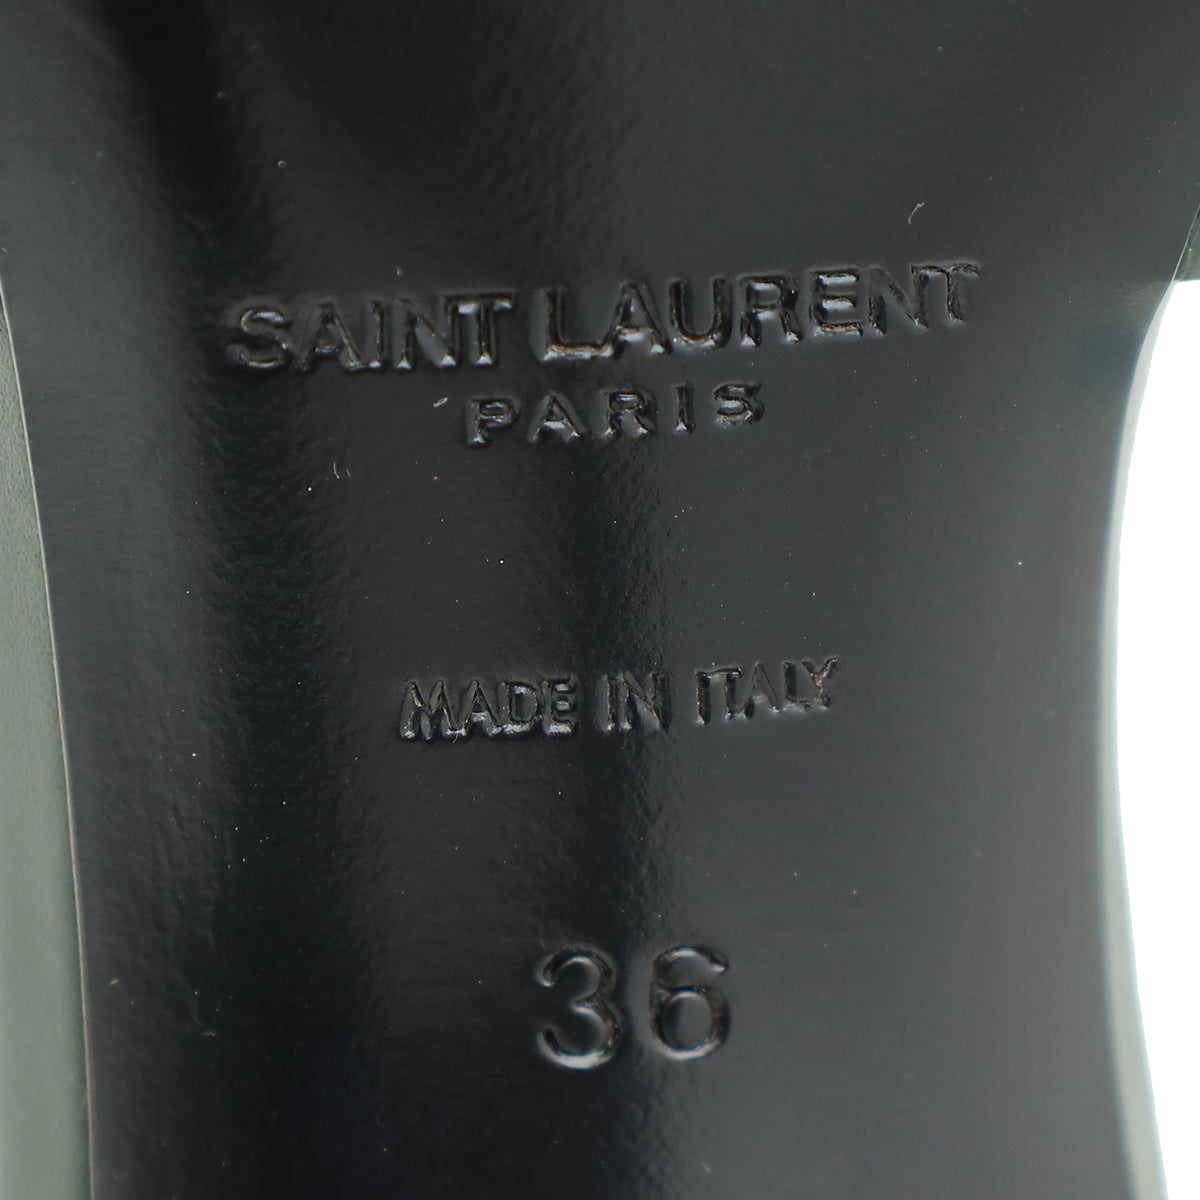 SAINT LAURENT
PARIS
MADE IN ITALY
36